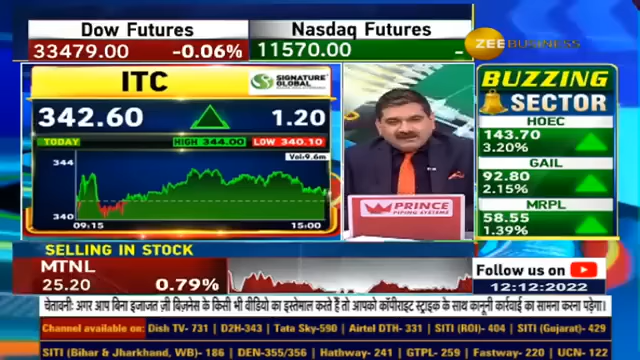 Dow Futures
33479.00 -0.06%
Nasdaq Futures
11570.00 -
ZEE BUSINESS
ITC
SIGNATURE GLOBAL
342.60 1.20
TODAY HIGH 344.00 LOW 340.10
Vol:9.6m
344
340
09:15 15:00
PRINCE
PIPING SYSTEMS
BUZZING
SECTOR
HOEC
143.70
3.20%
GAIL
92.80
2.15%
MRPL
58.55
1.39%
SELLING IN STOCK
MTNL
25.20 0.79%
Follow us on
12:12:2022
चेतावनी: अगर आप बिना इजाजत ज़ी बिज़नेस के किसी भी वीडियो का इस्तेमाल करते हैं तो आपको कॉपीराइट स्ट्राइक के साथ कानूनी कार्रवाई का सामना करना पड़ेगा।
Channel available on: Dish TV- 731 | D2H-343 | Tata Sky-590 | Airtel DTH- 331 | SITI (ROI) - 404 | SITI (Gujarat) - 429
SITI (Bihar & Jharkhand, WB) - 186 | DEN-355/356 | Hathway- 241 | GTPL- 259 | Fastway- 220 | UCN- 122